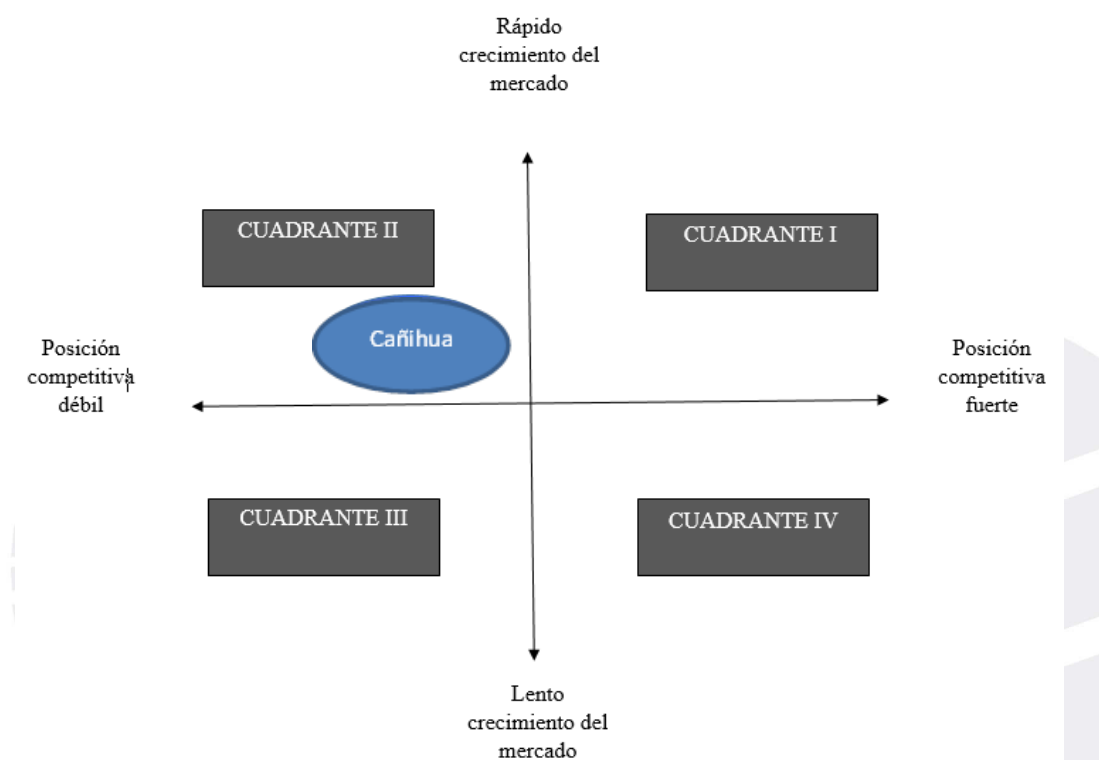 Rápido
crecimiento del
mercado
CUADRANTE II
CUADRANTE I
Cañihua
Posición
competitiva
débil
Posición
competitiva
fuerte
CUADRANTE III
CUADRANTE IV
Lento
crecimiento del
mercado